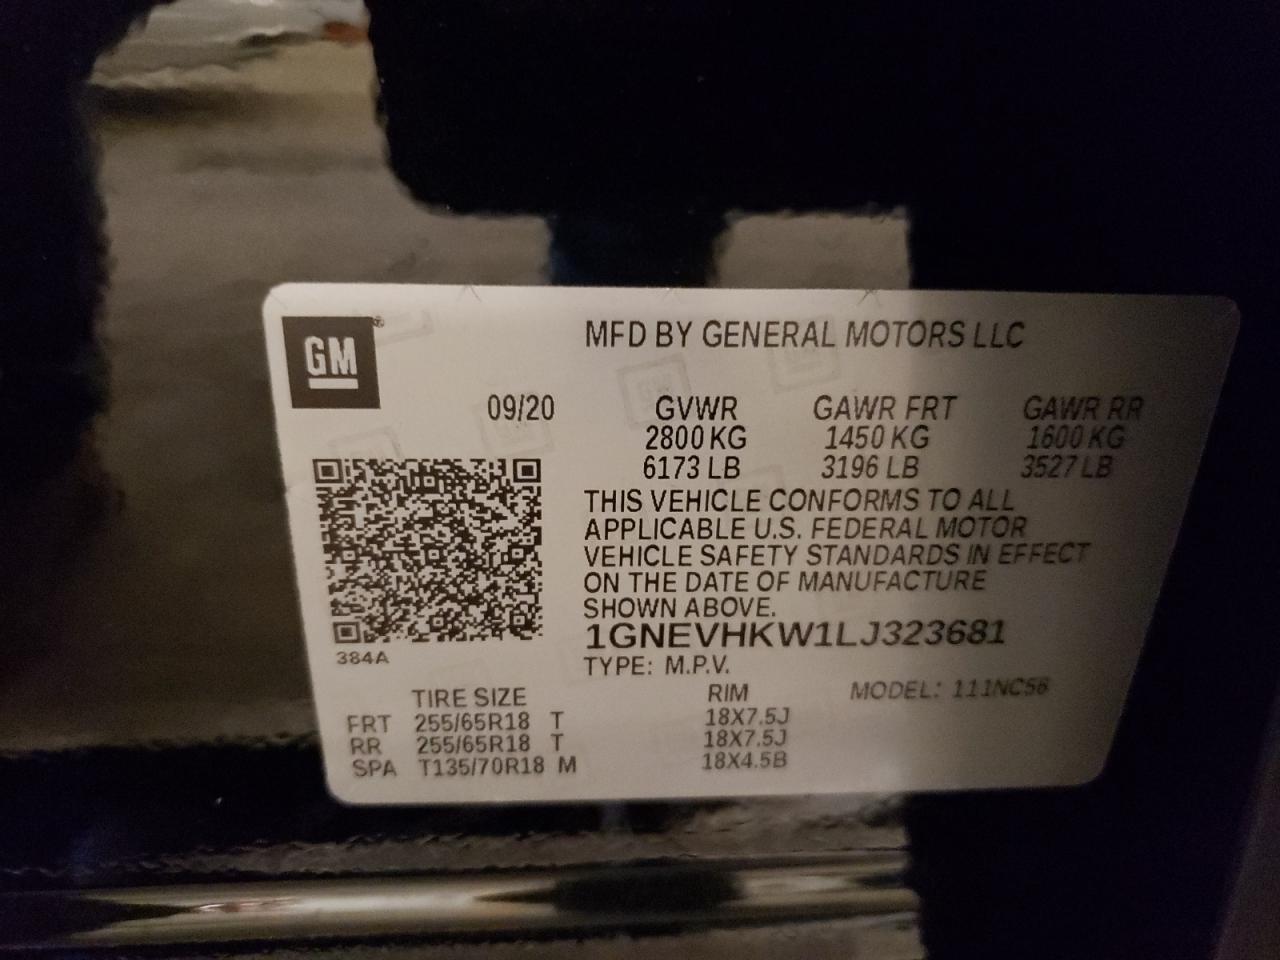 GM®
MFD BY GENERAL MOTORS LLC
09/20 GVWR GAWR FRT GAWR RR
2800 KG 1450 KG 1600 KG
6173 LB 3196 LB 3527 LB
THIS VEHICLE CONFORMS TO ALL
APPLICABLE U.S. FEDERAL MOTOR
VEHICLE SAFETY STANDARDS IN EFFECT
ON THE DATE OF MANUFACTURE
SHOWN ABOVE.
1GNEVHKW1LJ323681
384A
TYPE: M.P.V.
TIRE SIZE RIM MODEL: 111NC56
FRT 255/65R18 T 18X7.5J
RR 255/65R18 T 18X7.5J
SPA T135/70R18 M 18X4.5B